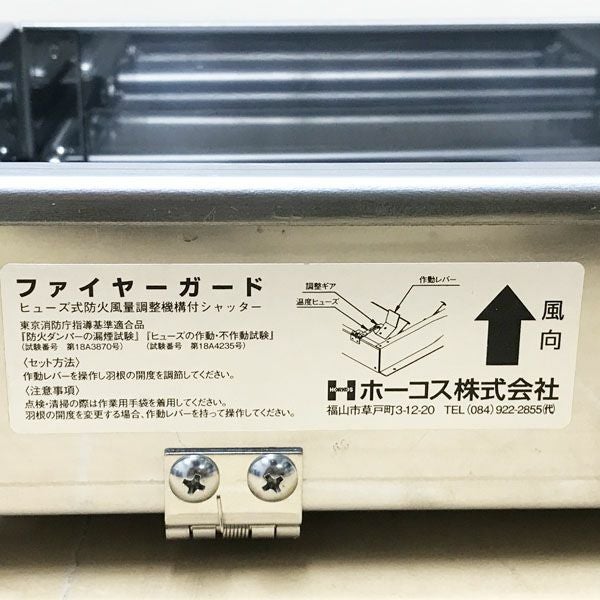 ファイヤーガード
ヒューズ式防火風量調整機構付シャッター
東京消防庁指導基準適合品
『防火ダンパーの漏煙試験』『ヒューズの作動・不作動試験』
(試験番号 第18A3870号) (試験番号 第18A4235号)
〈セット方法〉
作動レバーを操作し羽根の開度を調節してください。
〈注意事項〉
点検・清掃の際は作業用手袋を着用してください。
羽根の開度を変更する場合、作動レバーを持って操作してください。
作動レバー
調整ギア
温度ヒューズ
風向
HORKOS
ホーコス株式会社
福山市草戸町3-12-20 TEL(084)922-2855(代)